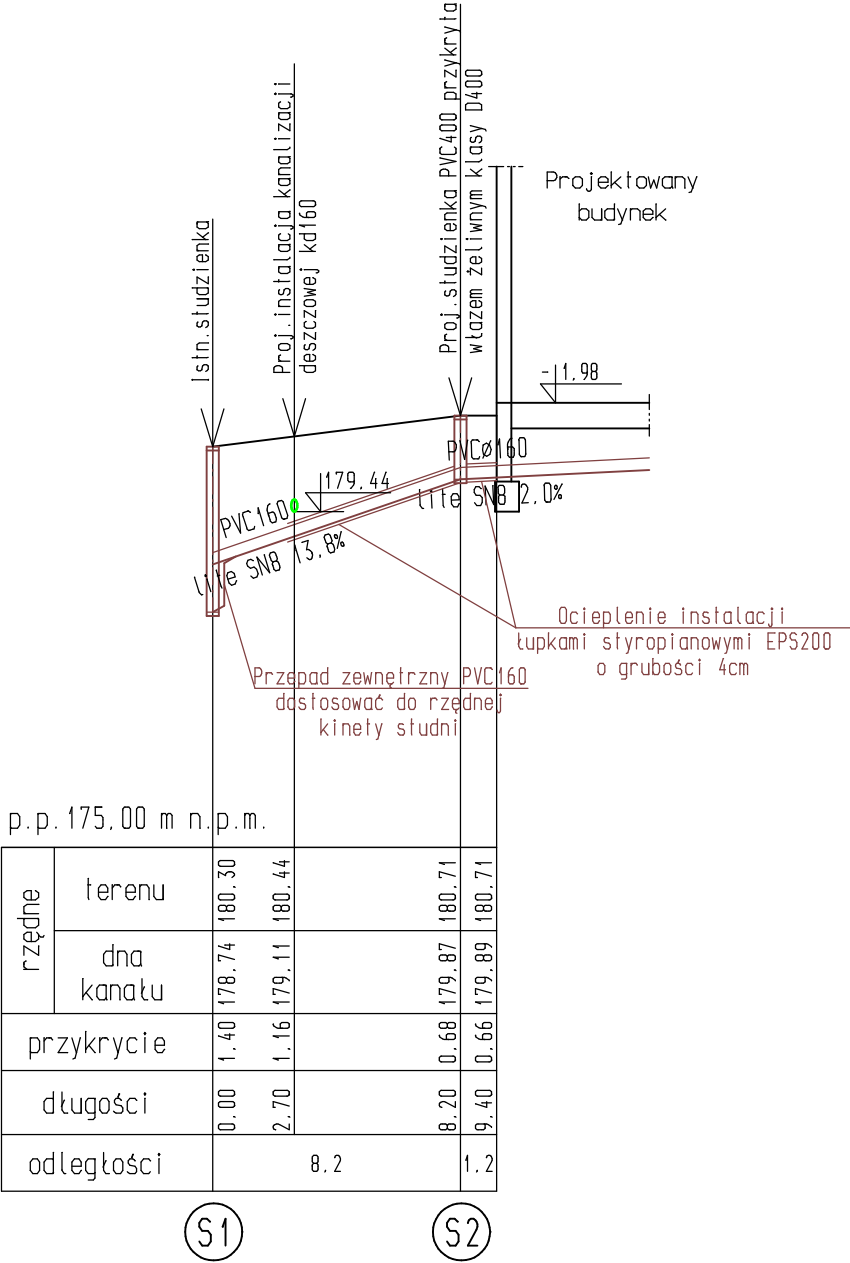 Istn.studzienka
Proj.instalacja kanalizacji
deszczowej kd160
Proj.studzienka PVC400 przykryta
włazem żeliwnym klasy D400
Projektowany
budynek
-1,98
PVCø160
179,44
lite SN8 2.0%
PVC160
lite SN8 13,8%
Ocieplenie instalacji
łupkami styropianowymi EPS200
o grubości 4cm
Przepad zewnętrzny PVC160
dostosować do rzędnej
kinety studni
p.p.175,00 m n.p.m.
rzędne
terenu
180.30 180.44 180.71 180.71
dna
kanału
178.74 179.11 179.87 179.89
przykrycie 1.40 1.16 0.68 0.66
długości 0.00 2.70 8.20 9.40
odległości 8.2 1.2
S1 S2